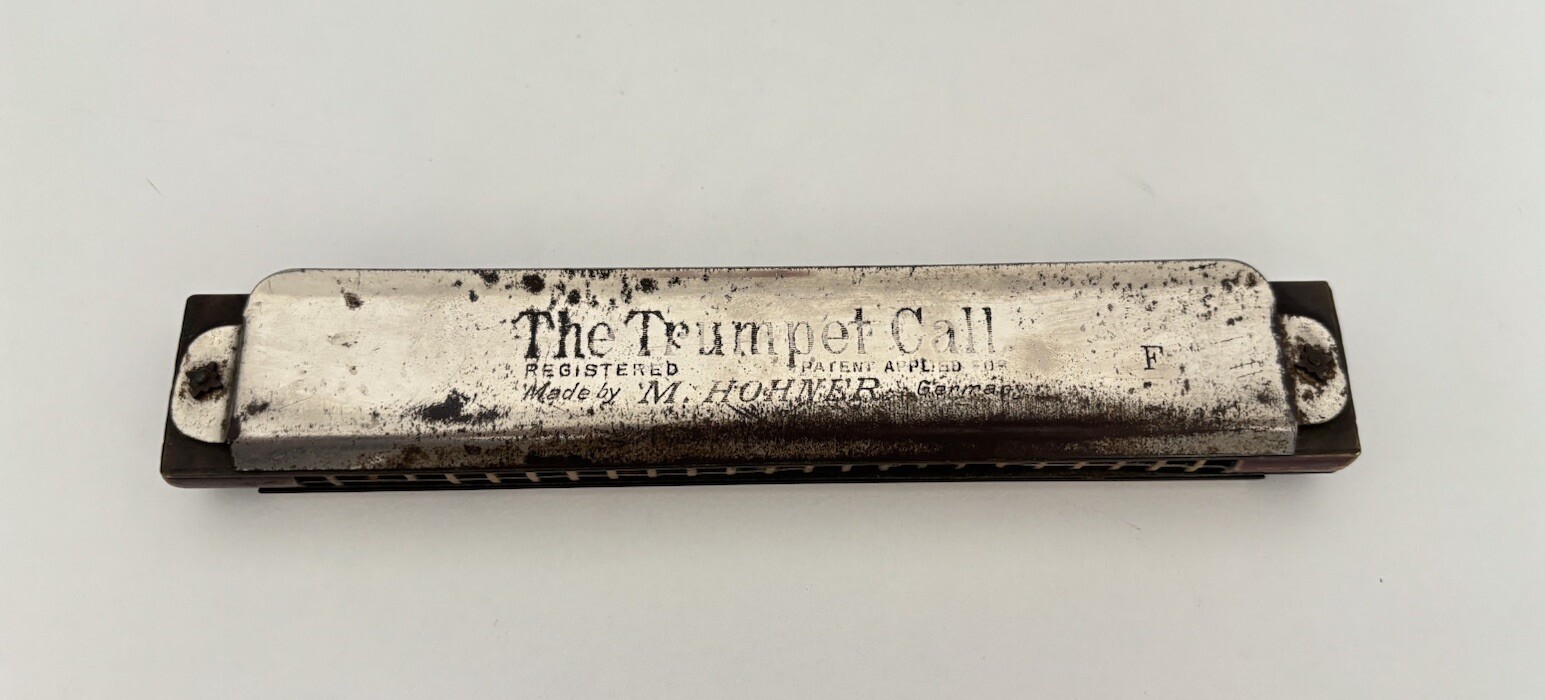 The Trumpet Call
REGISTERED PATENT APPLIED FOR
Made by M. HOHNER Germany
F